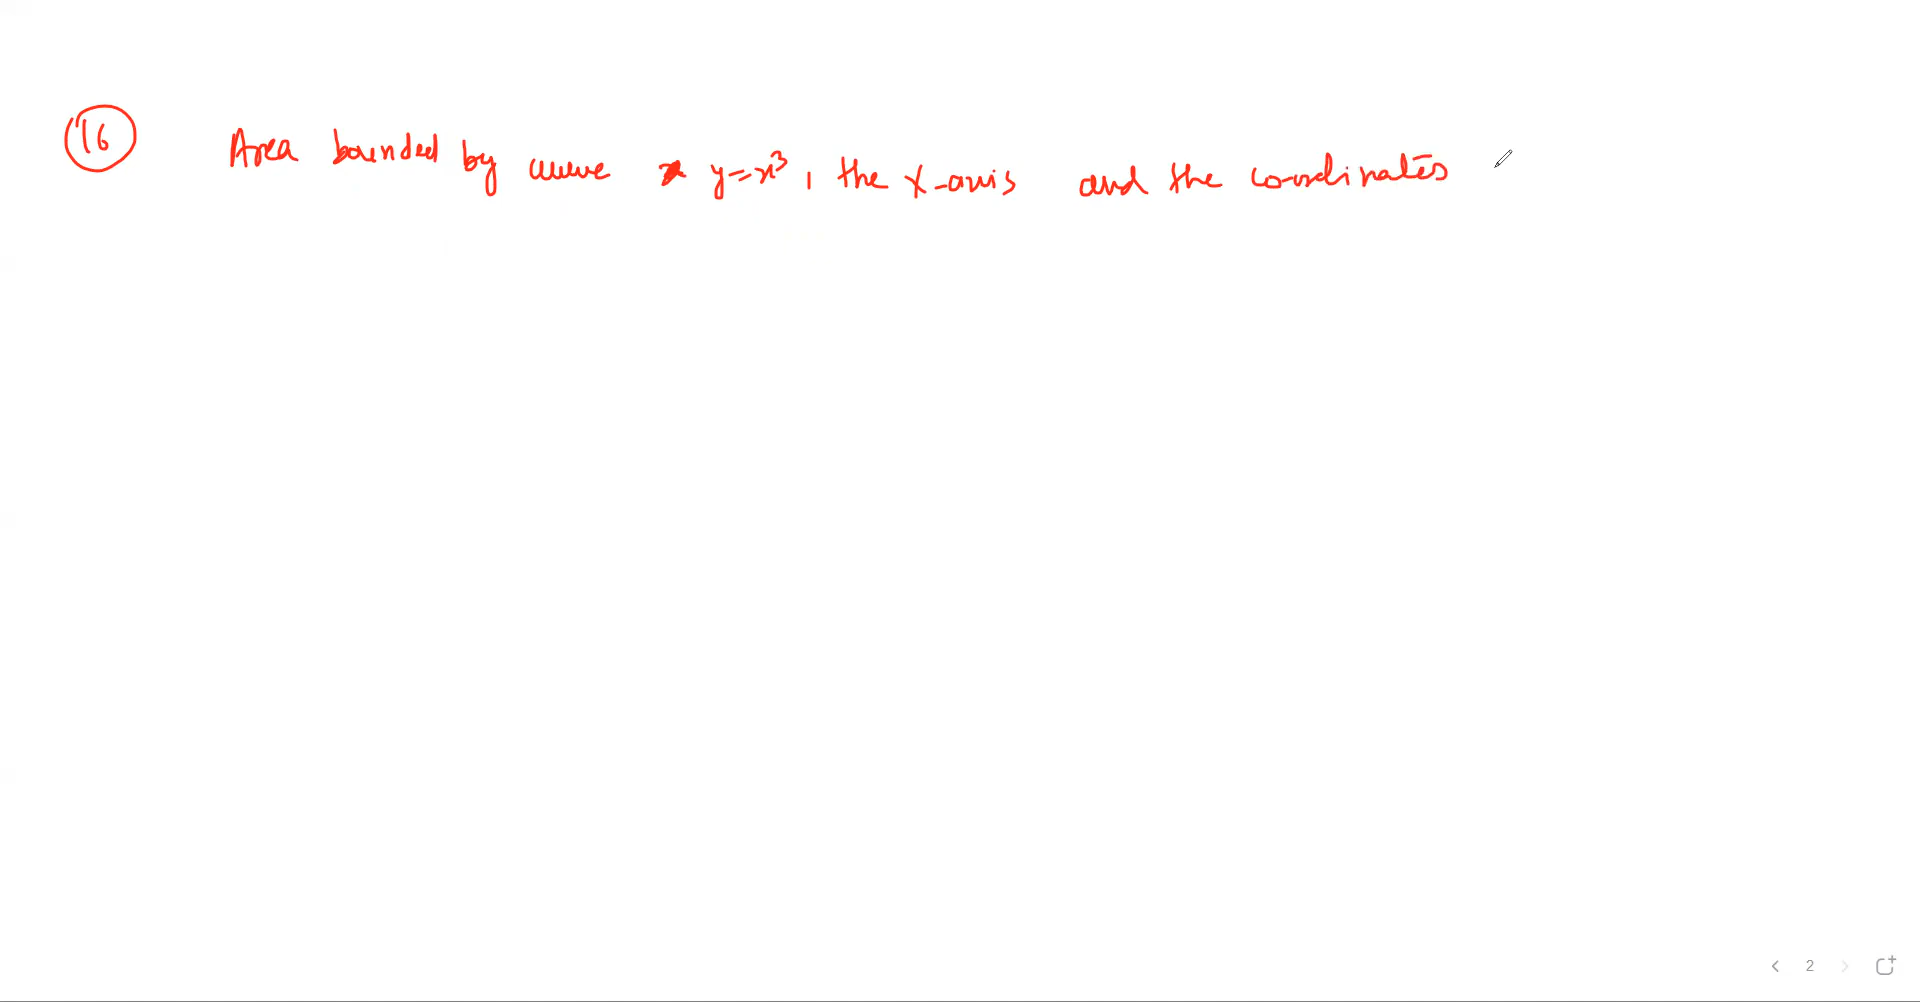 16 Area bounded by curve y=x³, the X-axis and the coordinates
2